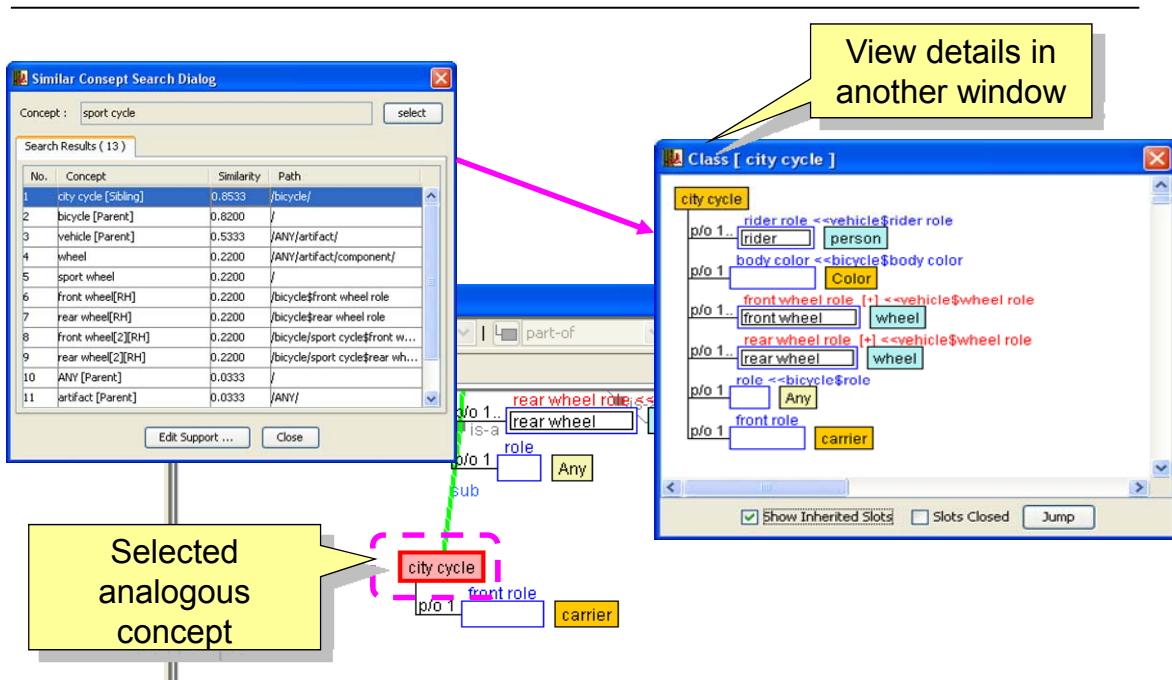 View details in
another window
Similar Consept Search Dialog
Concept : sport cycle select
Search Results ( 13 )
No. Concept Similarity Path
1 city cycle [Sibling] 0.8533 /bicycle/
2 bicycle [Parent] 0.8200 /
3 vehicle [Parent] 0.5333 /ANY/artifact/
4 wheel 0.2200 /ANY/artifact/component/
5 sport wheel 0.2200 /
6 front wheel[RH] 0.2200 /bicycle$front wheel role
7 rear wheel[RH] 0.2200 /bicycle$rear wheel role
8 front wheel[2][RH] 0.2200 /bicycle/sport cycle$front w...
9 rear wheel[2][RH] 0.2200 /bicycle/sport cycle$rear wh...
10 ANY [Parent] 0.0333 /
11 artifact [Parent] 0.0333 /ANY/
Edit Support ... Close
Class [ city cycle ]
city cycle
rider role <<vehicle$rider role
p/o 1.. rider person
body color <<bicycle$body color
p/o 1 Color
front wheel role [+] <<vehicle$wheel role
p/o 1.. front wheel wheel
rear wheel role [+] <<vehicle$wheel role
p/o 1.. rear wheel wheel
role <<bicycle$role
p/o 1 Any
front role
p/o 1 carrier
Show Inherited Slots Slots Closed Jump
part-of
rear wheel role <<
p/o 1.. rear wheel
is-a
role
p/o 1 Any
sub
city cycle
front role
p/o 1 carrier
Selected
analogous
concept